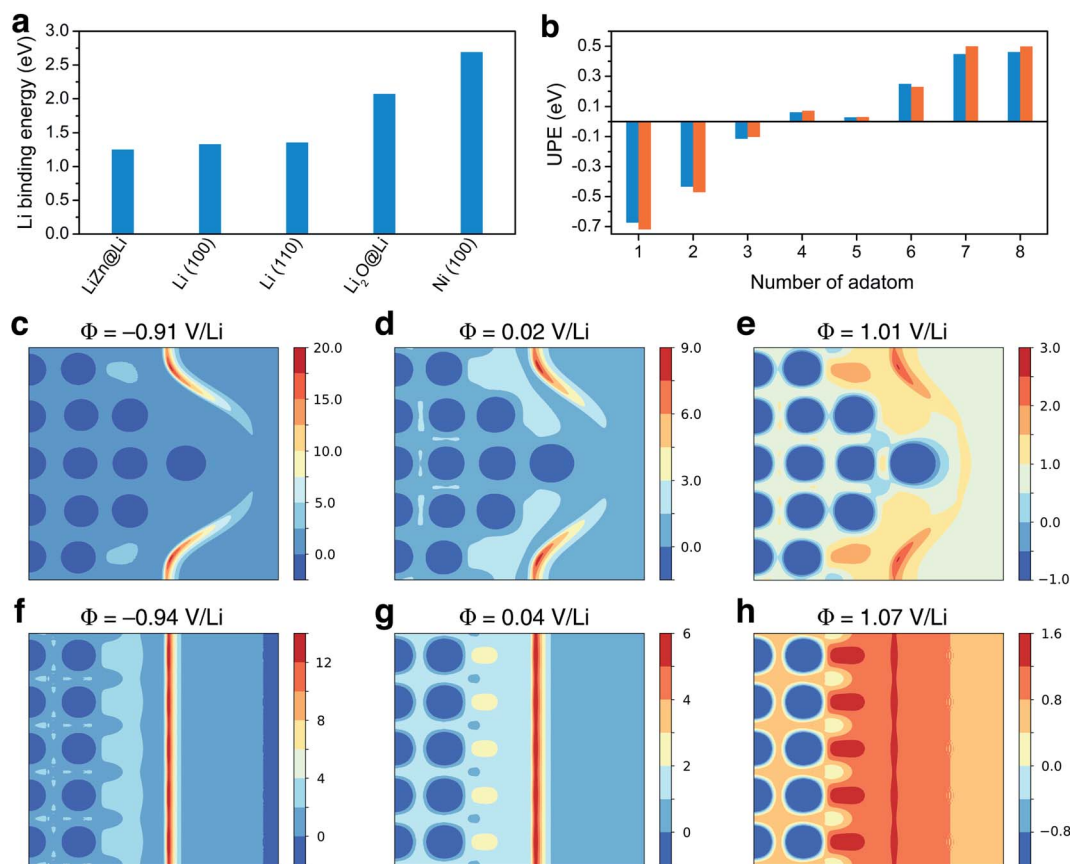 a
Li binding energy (eV)
3.0
2.5
2.0
1.5
1.0
0.5
0.0
LiZn@Li
Li (100)
Li (110)
Li₂O@Li
Ni (100)
b
UPE (eV)
0.5
0.3
0.1
-0.1
-0.3
-0.5
-0.7
1 2 3 4 5 6 7 8
Number of adatom
c
Φ = –0.91 V/Li
20.0
15.0
10.0
5.0
0.0
d
Φ = 0.02 V/Li
9.0
6.0
3.0
0.0
e
Φ = 1.01 V/Li
3.0
2.0
1.0
0.0
−1.0
f
Φ = –0.94 V/Li
12
8
4
0
g
Φ = 0.04 V/Li
6
4
2
0
h
Φ = 1.07 V/Li
1.6
0.8
0.0
−0.8